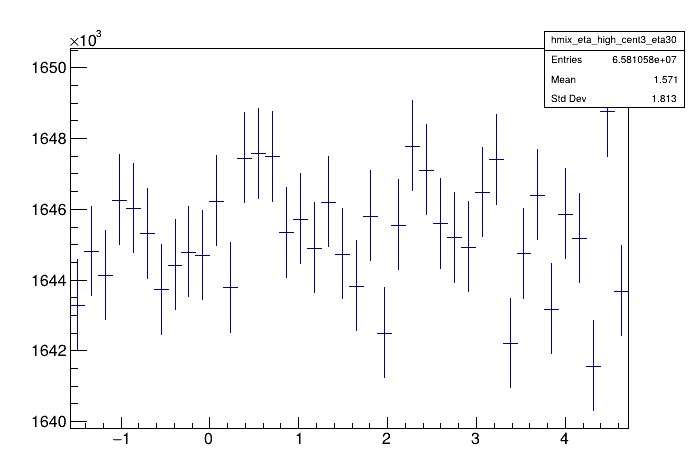 ×10³
hmix_eta_high_cent3_eta30
Entries 6.581058e+07
Mean 1.571
Std Dev 1.813
1650
1648
1646
1644
1642
1640
−1 0 1 2 3 4